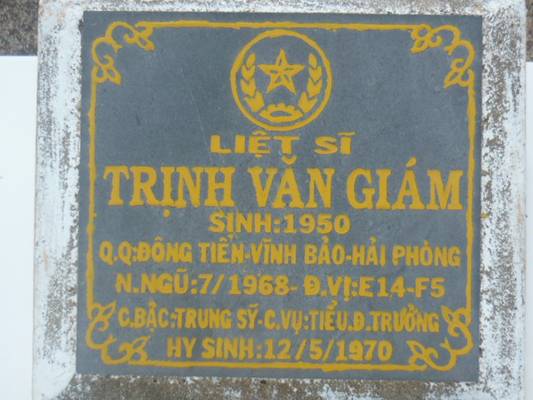 LIỆT SĨ
TRỊNH VĂN GIÁM
SINH:1950
Q.Q:ĐÔNG TIẾN-VĨNH BẢO-HẢI PHÒNG
N.NGŨ:7/1968-Đ.VỊ:E14-F5
C.BẬC:TRUNG SỸ-C.VỤ:TIỂU.Đ.TRƯỞNG
HY SINH:12/5/1970